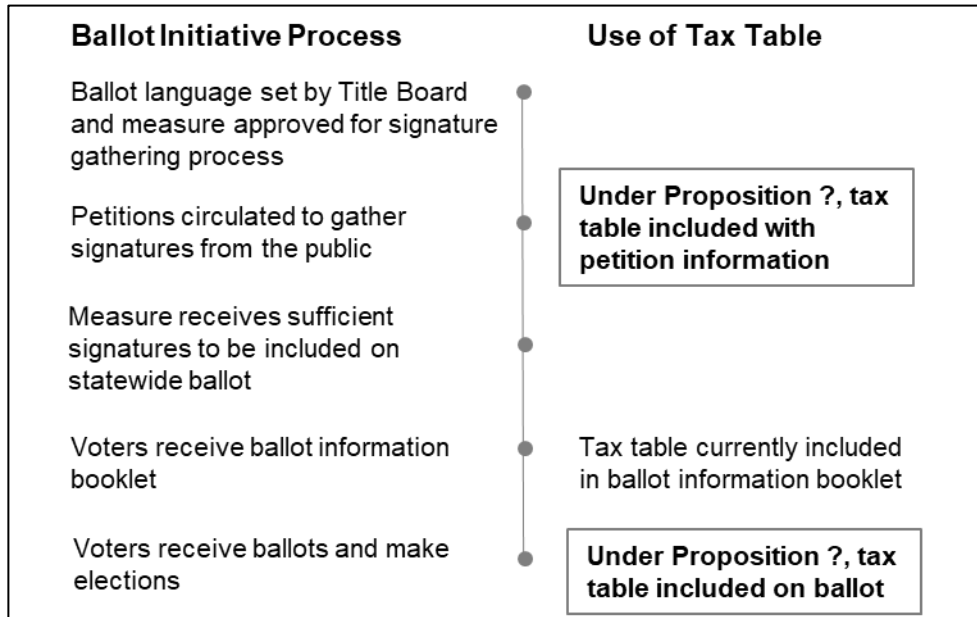 Ballot Initiative Process
Use of Tax Table
Ballot language set by Title Board
and measure approved for signature
gathering process
Under Proposition ?, tax
table included with
petition information
Petitions circulated to gather
signatures from the public
Measure receives sufficient
signatures to be included on
statewide ballot
Voters receive ballot information
booklet
Tax table currently included
in ballot information booklet
Voters receive ballots and make
elections
Under Proposition ?, tax
table included on ballot